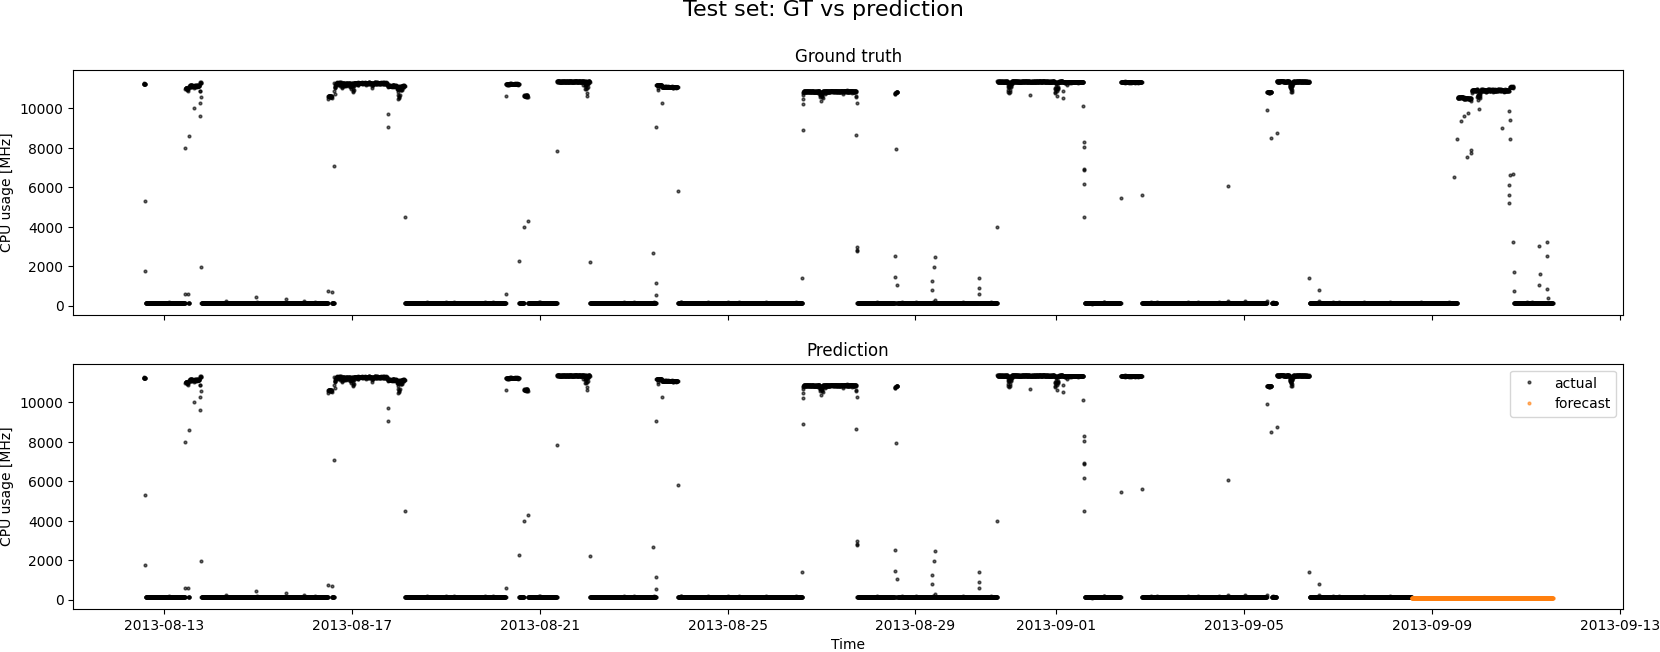 Test set: GT vs prediction
Ground truth
CPU usage [MHz]
10000
8000
6000
4000
2000
0
Prediction
CPU usage [MHz]
10000
8000
6000
4000
2000
0
actual
forecast
2013-08-13 2013-08-17 2013-08-21 2013-08-25 2013-08-29 2013-09-01 2013-09-05 2013-09-09 2013-09-13
Time